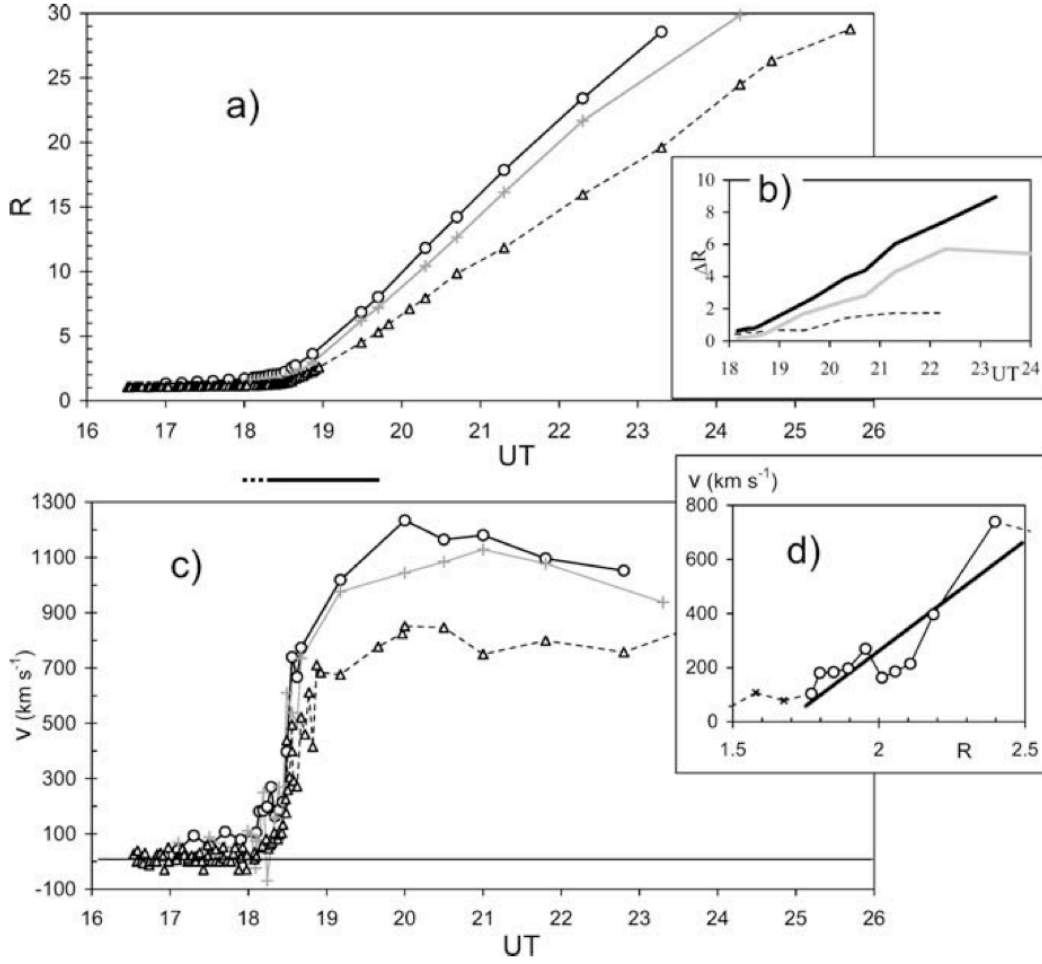 30
25
20
15
10
5
0
R
a)
16 17 18 19 20 21 22 23 24 25 26
UT
b)
10
8
6
4
2
0
ΔR
18 19 20 21 22 23 UT 24
1300
1100
900
700
500
300
100
-100
v (km s⁻¹)
c)
16 17 18 19 20 21 22 23 24 25 26
UT
v (km s⁻¹)
d)
800
600
400
200
0
1.5 2 R 2.5